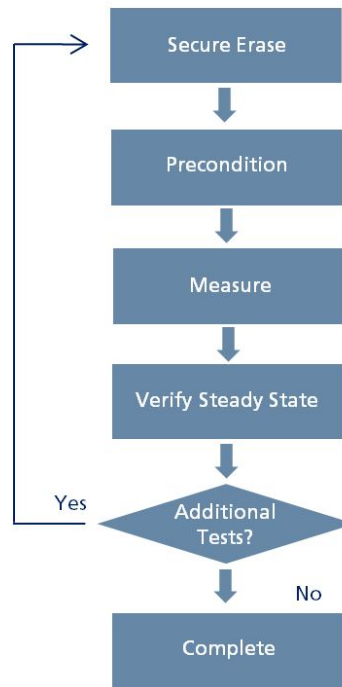 Secure Erase
Precondition
Measure
Verify Steady State
Yes
Additional
Tests?
No
Complete